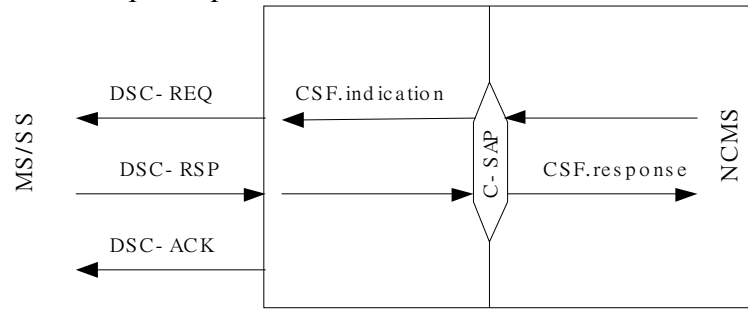 DSC- REQ
CSF.indication
MS/SS
DSC- RSP
C- SAP
CSF.response
NCMS
DSC- ACK